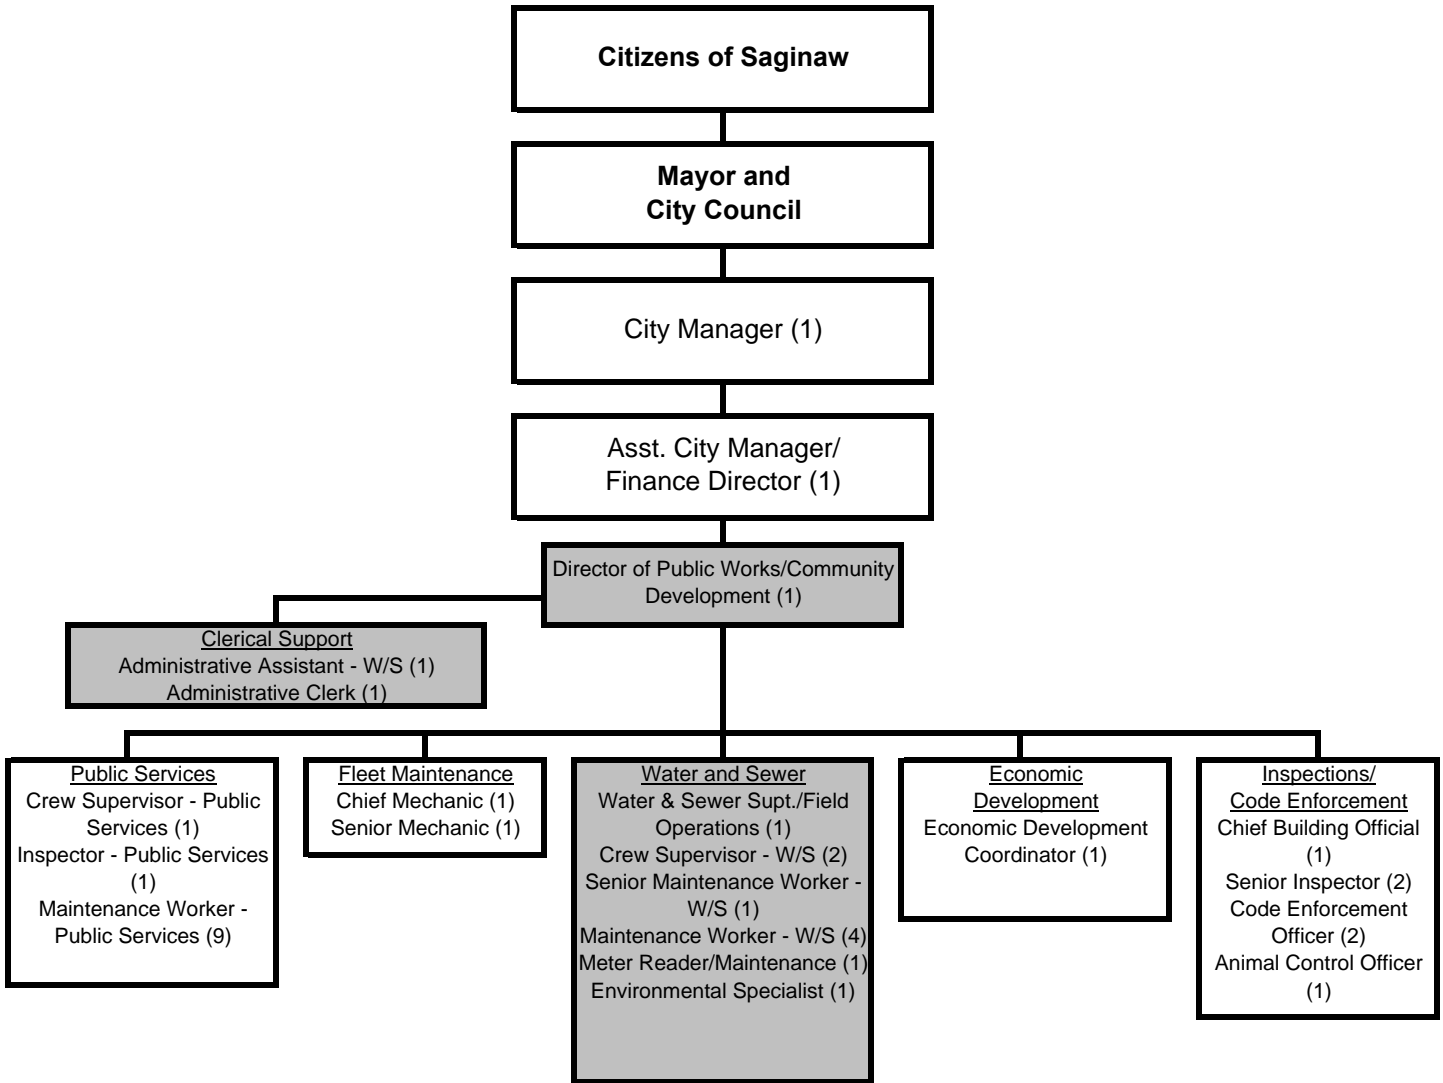 Citizens of Saginaw
Mayor and
City Council
City Manager (1)
Asst. City Manager/
Finance Director (1)
Director of Public Works/Community
Development (1)
Clerical Support
Administrative Assistant - W/S (1)
Administrative Clerk (1)
Public Services
Crew Supervisor - Public
Services (1)
Inspector - Public Services
(1)
Maintenance Worker -
Public Services (9)
Fleet Maintenance
Chief Mechanic (1)
Senior Mechanic (1)
Water and Sewer
Water & Sewer Supt./Field
Operations (1)
Crew Supervisor - W/S (2)
Senior Maintenance Worker -
W/S (1)
Maintenance Worker - W/S (4)
Meter Reader/Maintenance (1)
Environmental Specialist (1)
Economic
Development
Economic Development
Coordinator (1)
Inspections/
Code Enforcement
Chief Building Official
(1)
Senior Inspector (2)
Code Enforcement
Officer (2)
Animal Control Officer
(1)